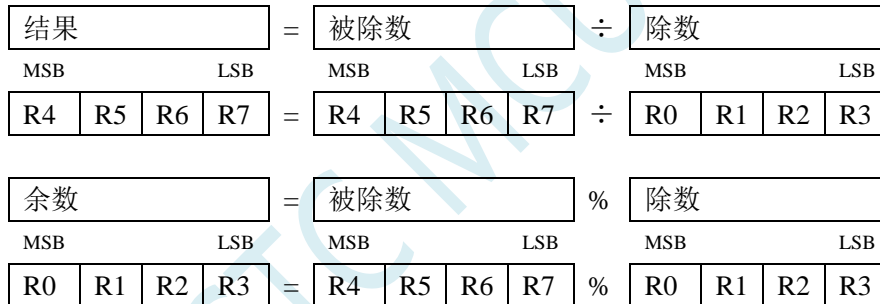 结果 = 被除数 ÷ 除数
MSB LSB MSB LSB MSB LSB
R4 R5 R6 R7 = R4 R5 R6 R7 ÷ R0 R1 R2 R3
余数 = 被除数 % 除数
MSB LSB MSB LSB MSB LSB
R0 R1 R2 R3 = R4 R5 R6 R7 % R0 R1 R2 R3